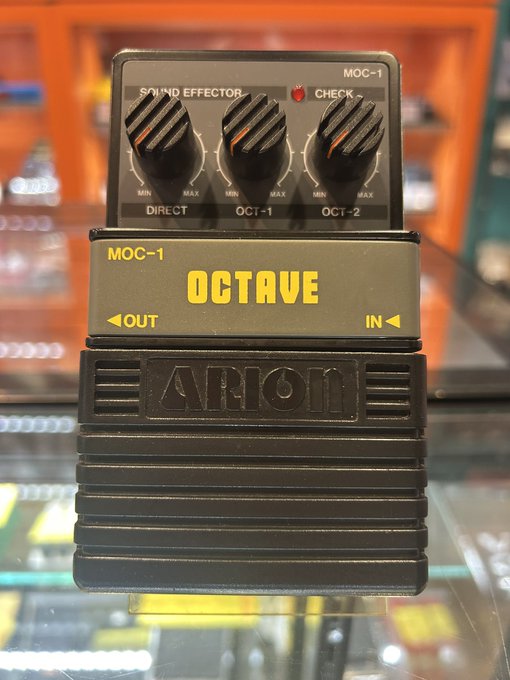 MOC-1
SOUND EFFECTOR
CHECK
MIN MAX MIN MAX MIN MAX
DIRECT OCT-1 OCT-2
MOC-1
OCTAVE
◀OUT IN◀
ARION